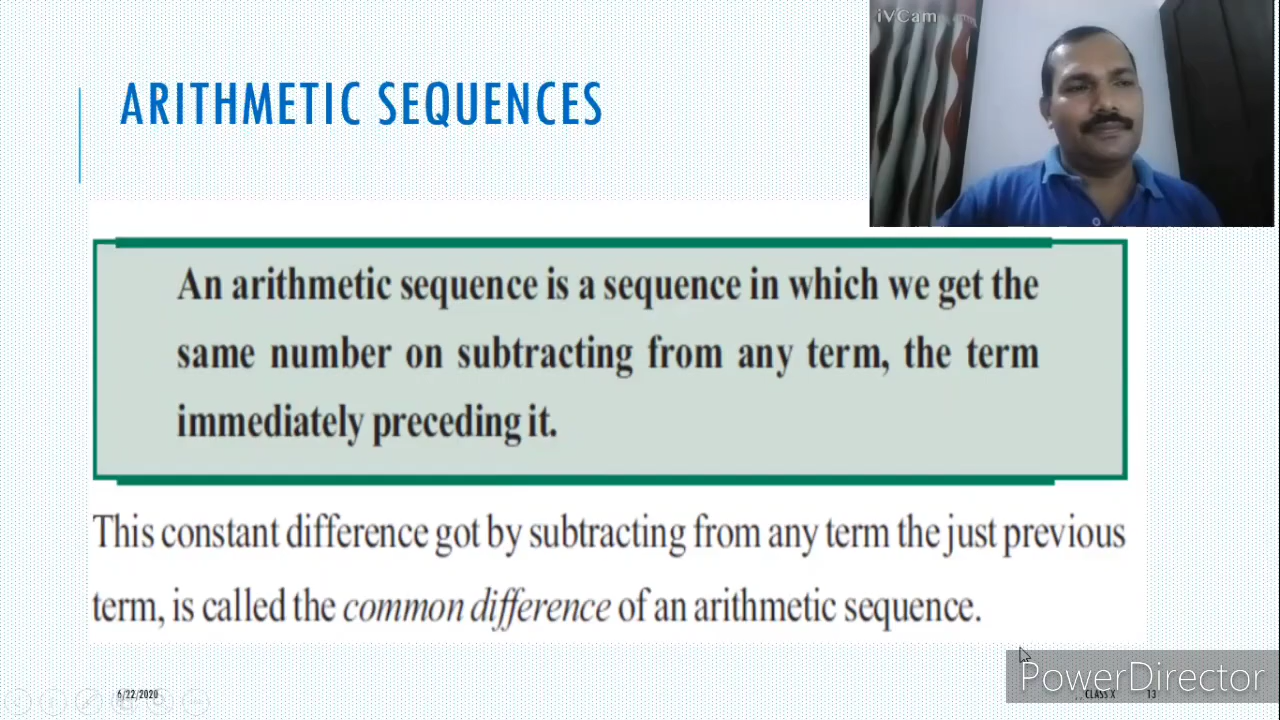 iVCam
ARITHMETIC SEQUENCES
An arithmetic sequence is a sequence in which we get the
same number on subtracting from any term, the term
immediately preceding it.
This constant difference got by subtracting from any term the just previous
term, is called the common difference of an arithmetic sequence.
6/22/2020
CLASS X
13
PowerDirector